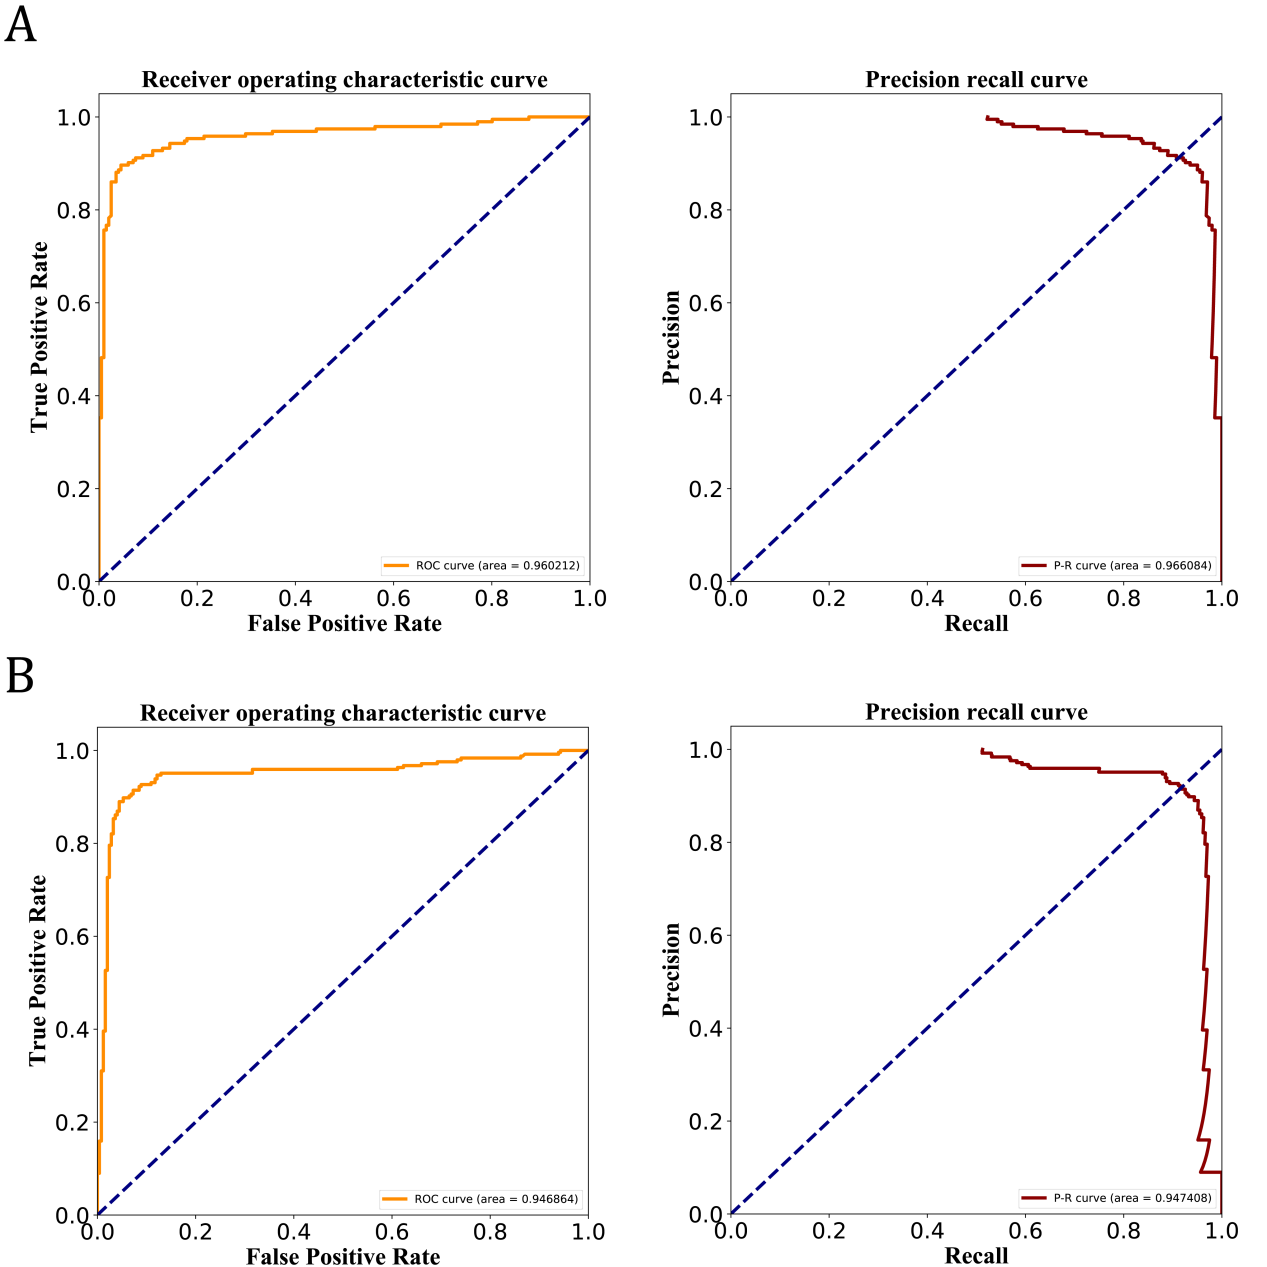 A
Receiver operating characteristic curve
1.0
0.8
0.6
0.4
0.2
0.0
True Positive Rate
ROC curve (area = 0.960212)
0.0 0.2 0.4 0.6 0.8 1.0
False Positive Rate
Precision recall curve
1.0
0.8
0.6
0.4
0.2
0.0
Precision
P-R curve (area = 0.966084)
0.0 0.2 0.4 0.6 0.8 1.0
Recall
B
Receiver operating characteristic curve
1.0
0.8
0.6
0.4
0.2
0.0
True Positive Rate
ROC curve (area = 0.946864)
0.0 0.2 0.4 0.6 0.8 1.0
False Positive Rate
Precision recall curve
1.0
0.8
0.6
0.4
0.2
0.0
Precision
P-R curve (area = 0.947408)
0.0 0.2 0.4 0.6 0.8 1.0
Recall